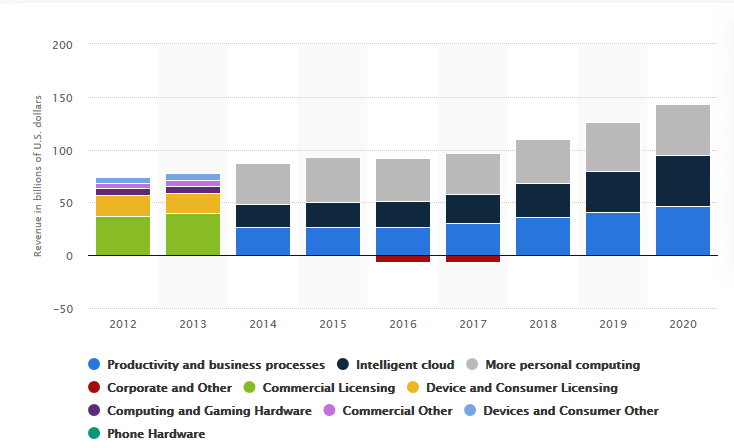 Revenue in billions of U.S. dollars
200
150
100
50
0
−50
2012 2013 2014 2015 2016 2017 2018 2019 2020
Productivity and business processes Intelligent cloud More personal computing
Corporate and Other Commercial Licensing Device and Consumer Licensing
Computing and Gaming Hardware Commercial Other Devices and Consumer Other
Phone Hardware